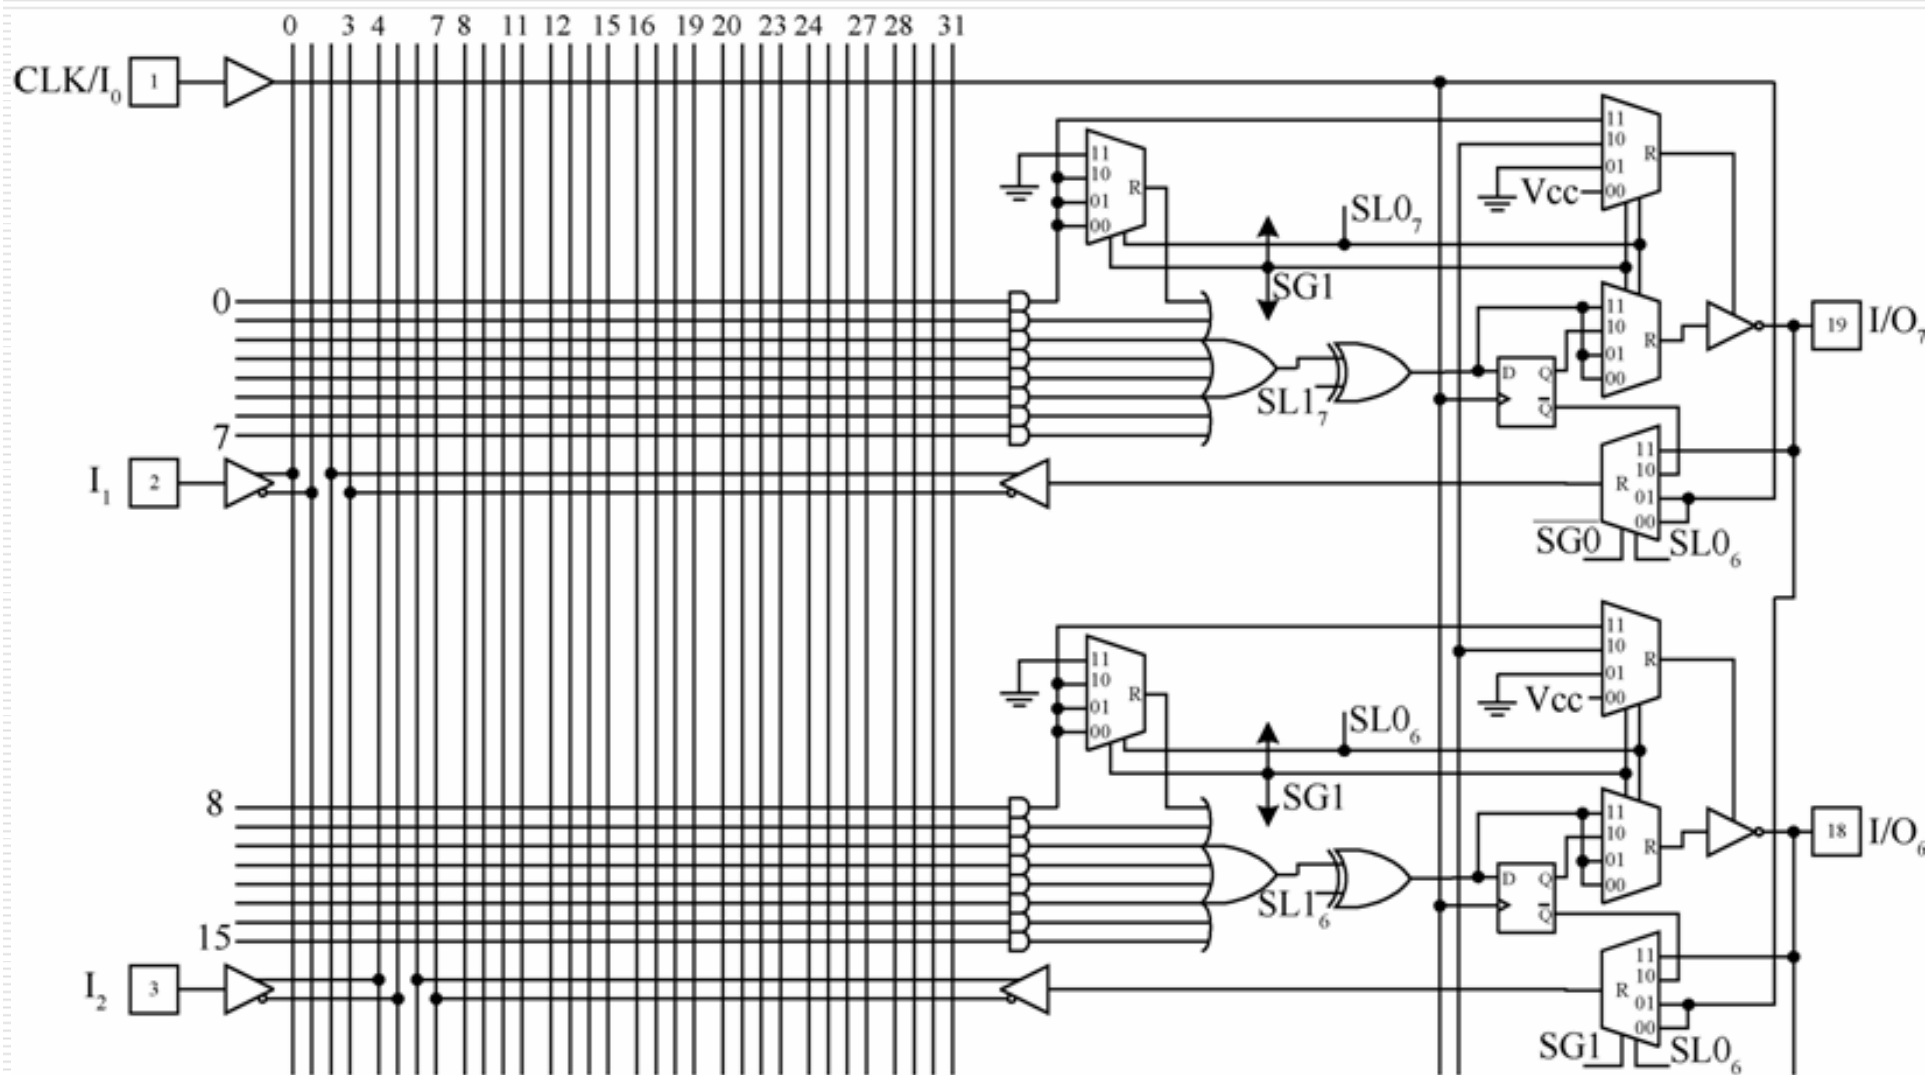 0 3 4 7 8 11 12 15 16 19 20 23 24 27 28 31
CLK/I0 1
11
10
01
00
R
11
10
01
00
R
Vcc
SL07
SG1
0
11
10
01
00
R
19 I/O7
D Q
Q
SL17
7
I1 2
11
10
01
00
R
SG0 SL06
11
10
01
00
R
11
10
01
00
R
Vcc
SL06
SG1
8
11
10
01
00
R
18 I/O6
D Q
Q
SL16
15
I2 3
11
10
01
00
R
SG1 SL06